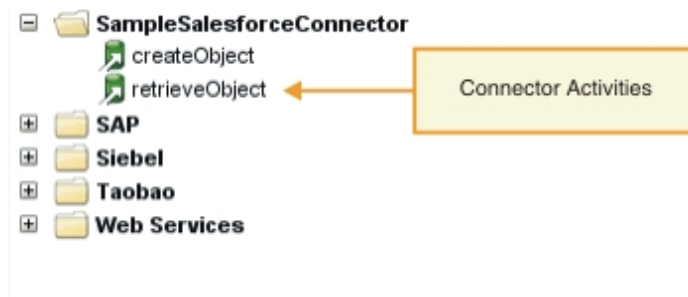 SampleSalesforceConnector
createObject
retrieveObject
Connector Activities
SAP
Siebel
Taobao
Web Services